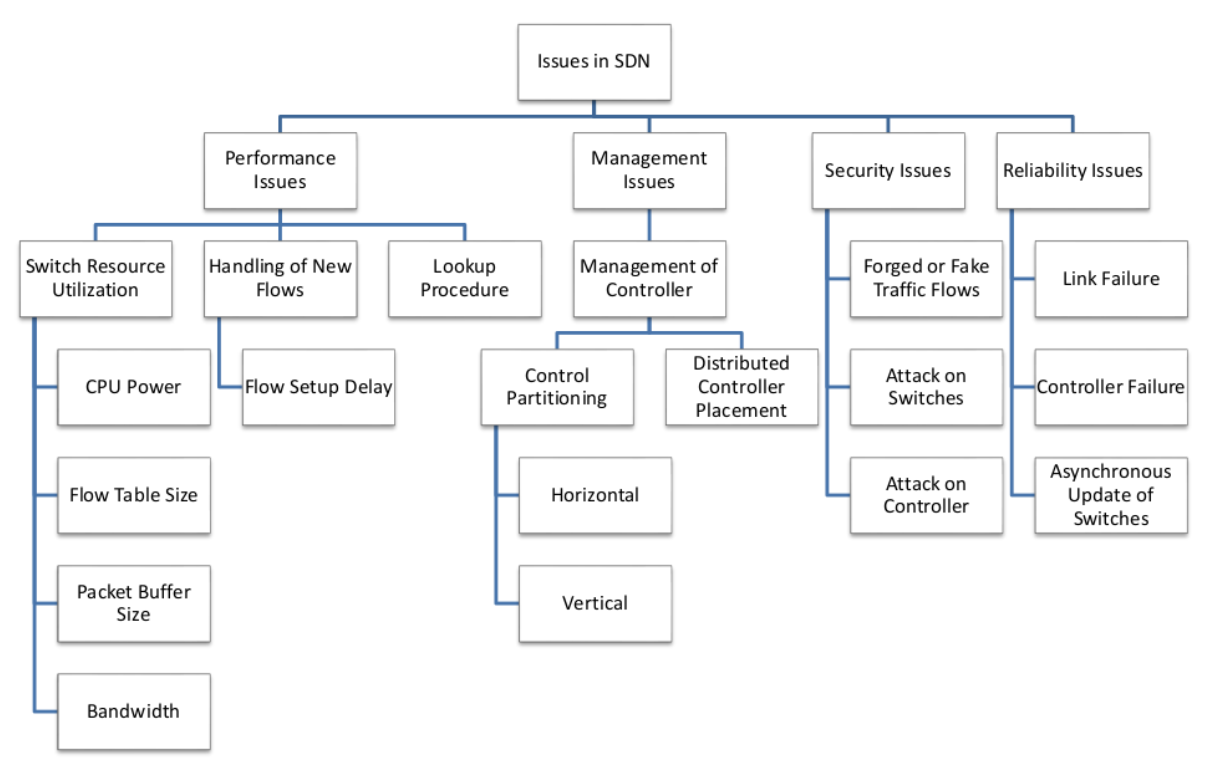 Issues in SDN
Performance
Issues
Management
Issues
Security Issues
Reliability Issues
Switch Resource
Utilization
Handling of New
Flows
Lookup
Procedure
Management of
Controller
Forged or Fake
Traffic Flows
Link Failure
CPU Power
Flow Setup Delay
Control
Partitioning
Distributed
Controller
Placement
Attack on
Switches
Controller Failure
Flow Table Size
Horizontal
Attack on
Controller
Asynchronous
Update of
Switches
Packet Buffer
Size
Vertical
Bandwidth